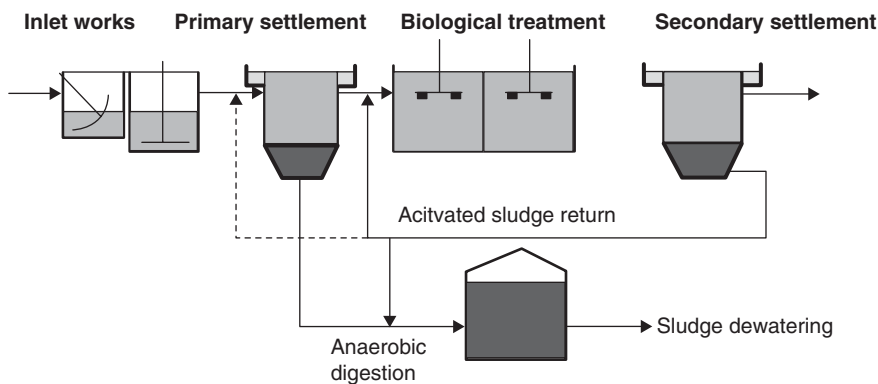 Inlet works
Primary settlement
Biological treatment
Secondary settlement
Acitvated sludge return
Sludge dewatering
Anaerobic
digestion